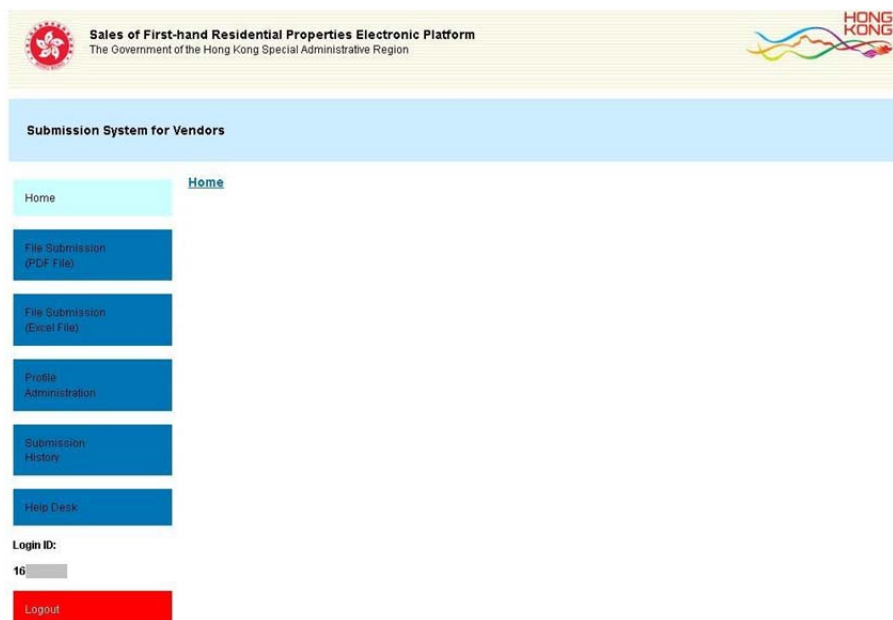 Sales of First-hand Residential Properties Electronic Platform
The Government of the Hong Kong Special Administrative Region
HONG
KONG
Submission System for Vendors
Home
Home
File Submission
(PDF File)
File Submission
(Excel File)
Profile
Administration
Submission
History
Help Desk
Login ID:
16
Logout